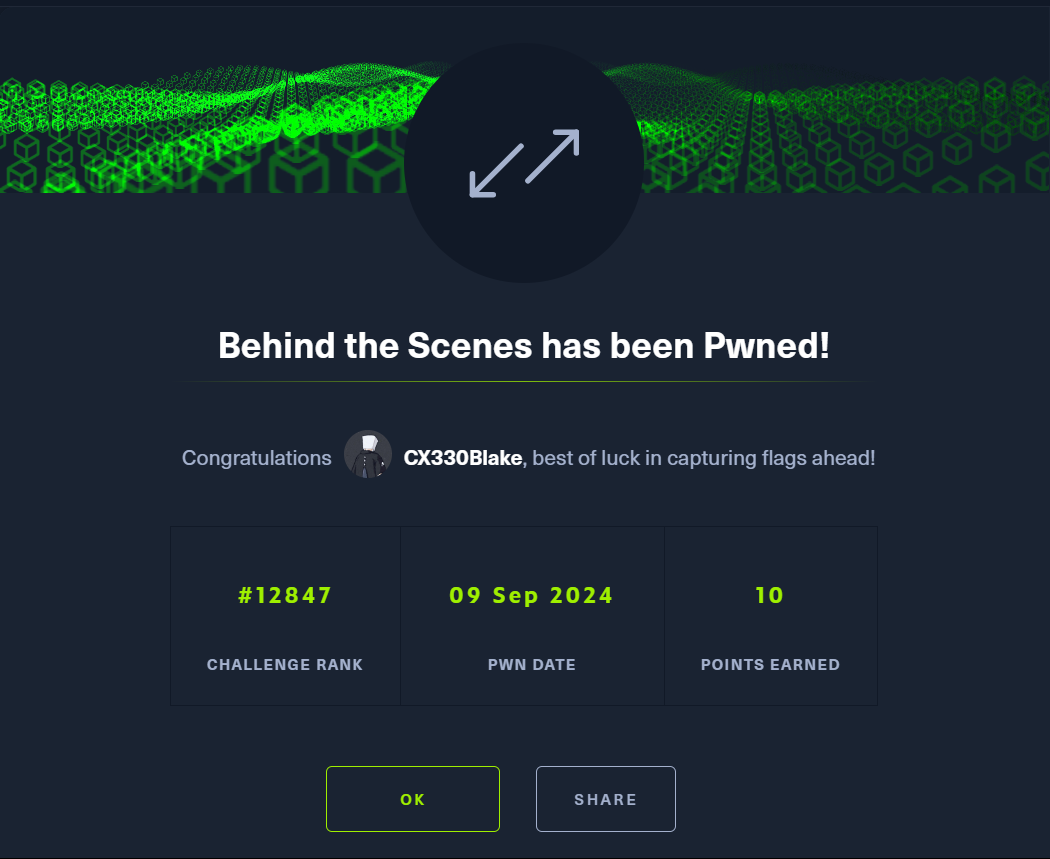 Behind the Scenes has been Pwned!
Congratulations CX330Blake, best of luck in capturing flags ahead!
#12847 09 Sep 2024 10
CHALLENGE RANK PWN DATE POINTS EARNED
OK SHARE